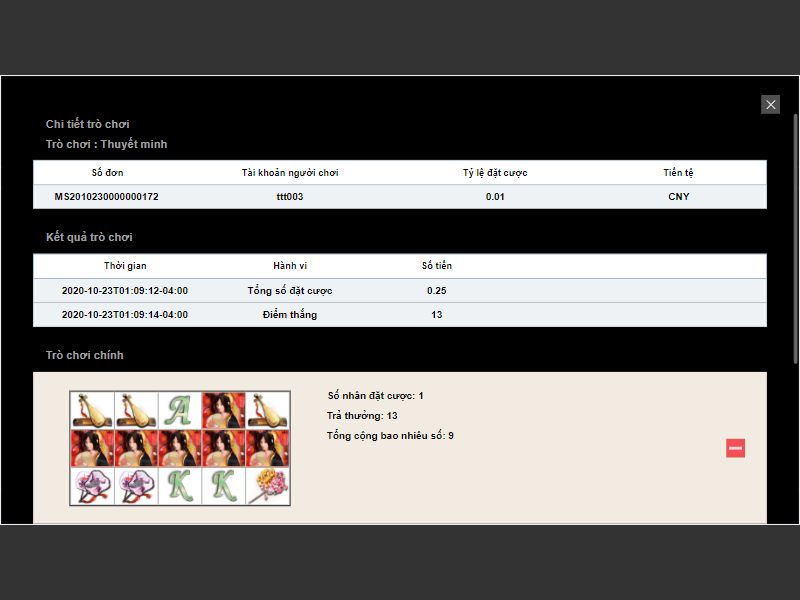 Chi tiết trò chơi
Trò chơi : Thuyết minh
Số đơn Tài khoản người chơi Tỷ lệ đặt cược Tiền tệ
MS2010230000000172 ttt003 0.01 CNY
Kết quả trò chơi
Thời gian Hành vi Số tiền
2020-10-23T01:09:12-04:00 Tổng số đặt cược 0.25
2020-10-23T01:09:14-04:00 Điểm thắng 13
Trò chơi chính
Số nhân đặt cược: 1
Trả thưởng: 13
Tổng cộng bao nhiêu số: 9
A
K K